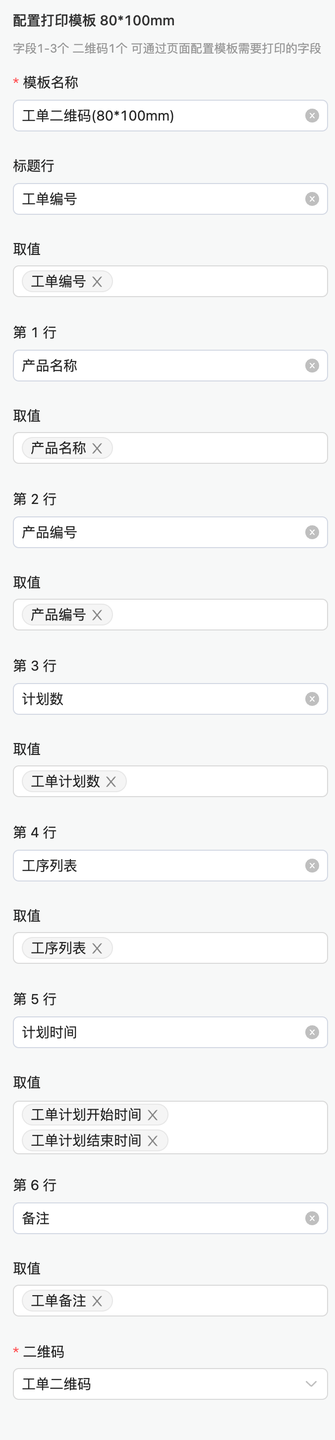 配置打印模板 80*100mm
字段1-3个 二维码1个 可通过页面配置模板需要打印的字段
* 模板名称
工单二维码(80*100mm)
标题行
工单编号
取值
工单编号
第 1 行
产品名称
取值
产品名称
第 2 行
产品编号
取值
产品编号
第 3 行
计划数
取值
工单计划数
第 4 行
工序列表
取值
工序列表
第 5 行
计划时间
取值
工单计划开始时间
工单计划结束时间
第 6 行
备注
取值
工单备注
* 二维码
工单二维码